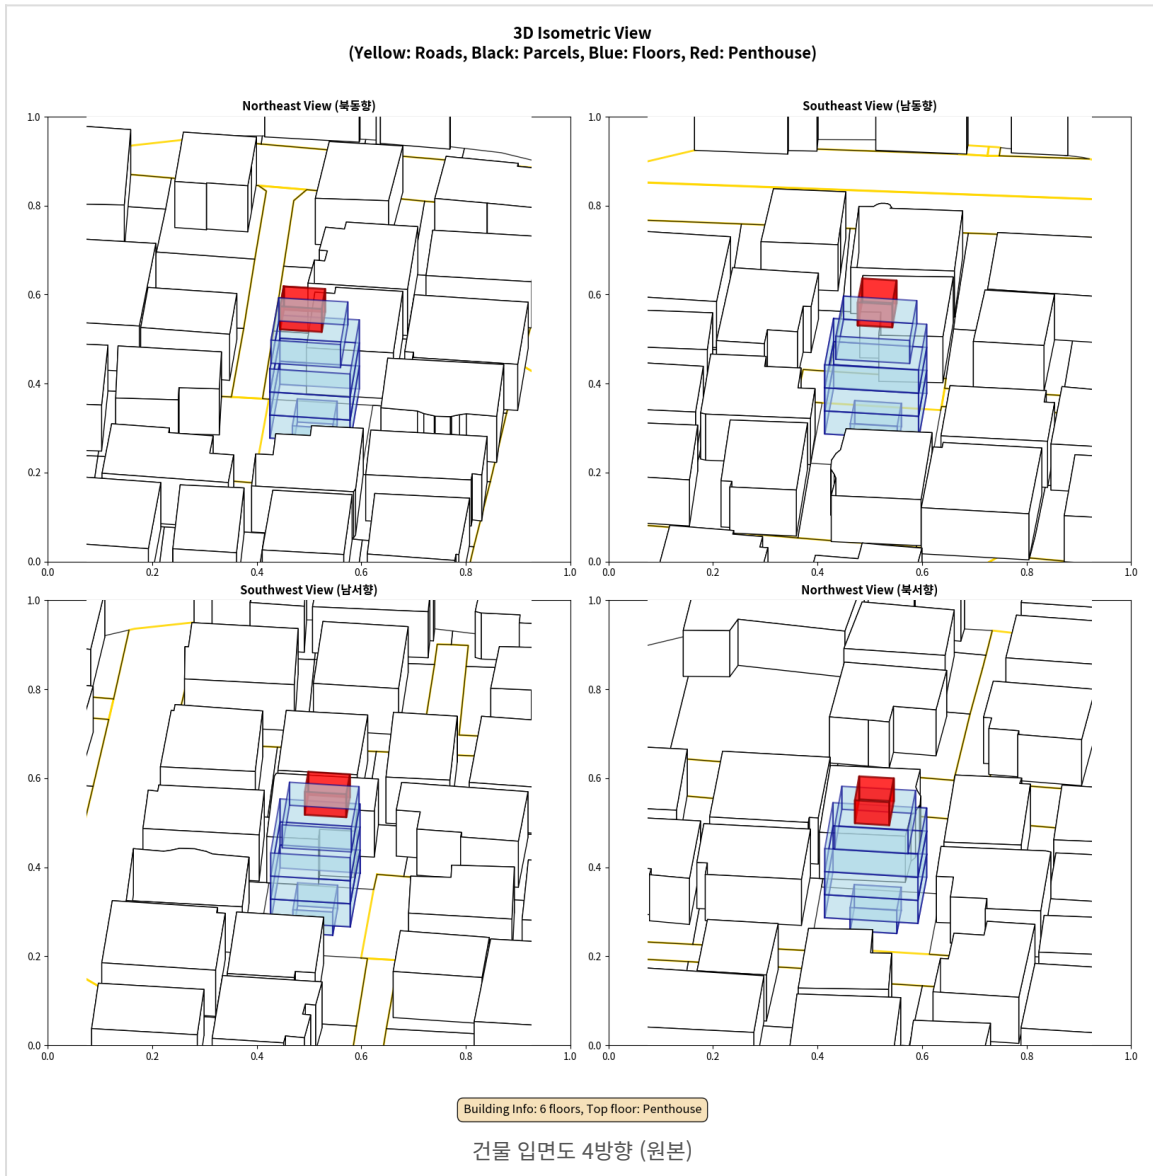 3D Isometric View
(Yellow: Roads, Black: Parcels, Blue: Floors, Red: Penthouse)
Northeast View (북동향)
1.0
0.8
0.6
0.4
0.2
0.0
0.0 0.2 0.4 0.6 0.8 1.0
Southeast View (남동향)
1.0
0.8
0.6
0.4
0.2
0.0
0.0 0.2 0.4 0.6 0.8 1.0
Southwest View (남서향)
1.0
0.8
0.6
0.4
0.2
0.0
0.0 0.2 0.4 0.6 0.8 1.0
Northwest View (북서향)
1.0
0.8
0.6
0.4
0.2
0.0
0.0 0.2 0.4 0.6 0.8 1.0
Building Info: 6 floors, Top floor: Penthouse
건물 입면도 4방향 (원본)